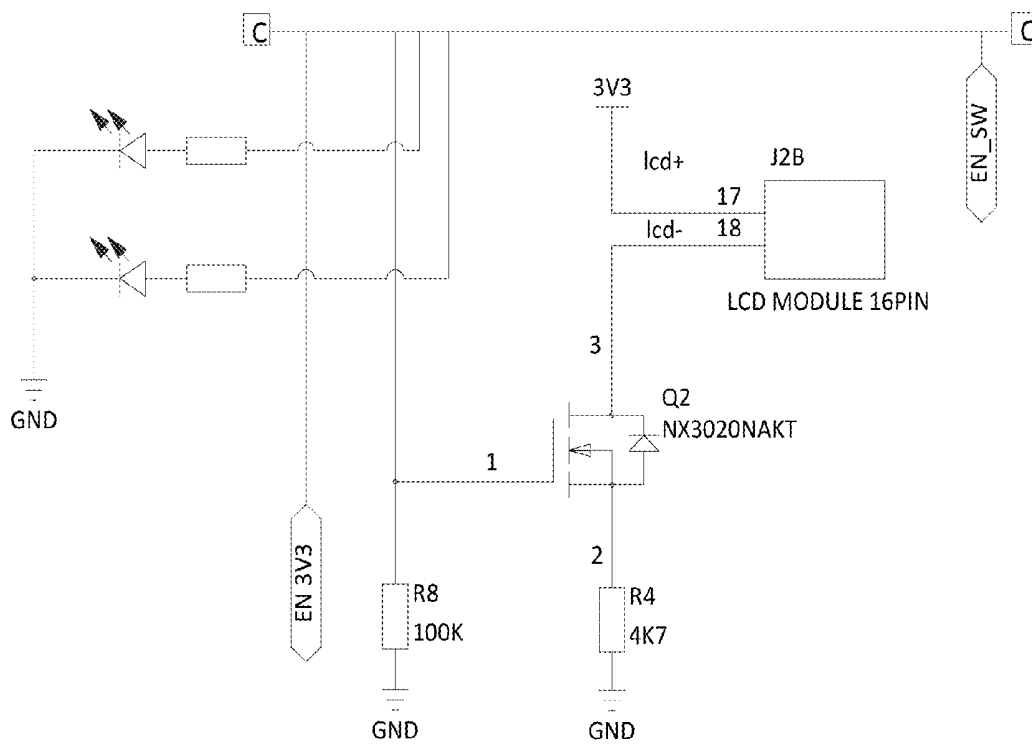 C
C
3V3
EN_SW
lcd+
J2B
17
lcd-
18
LCD MODULE 16PIN
3
GND
Q2
NX3020NAKT
1
EN 3V3
2
R8
100K
R4
4K7
GND
GND